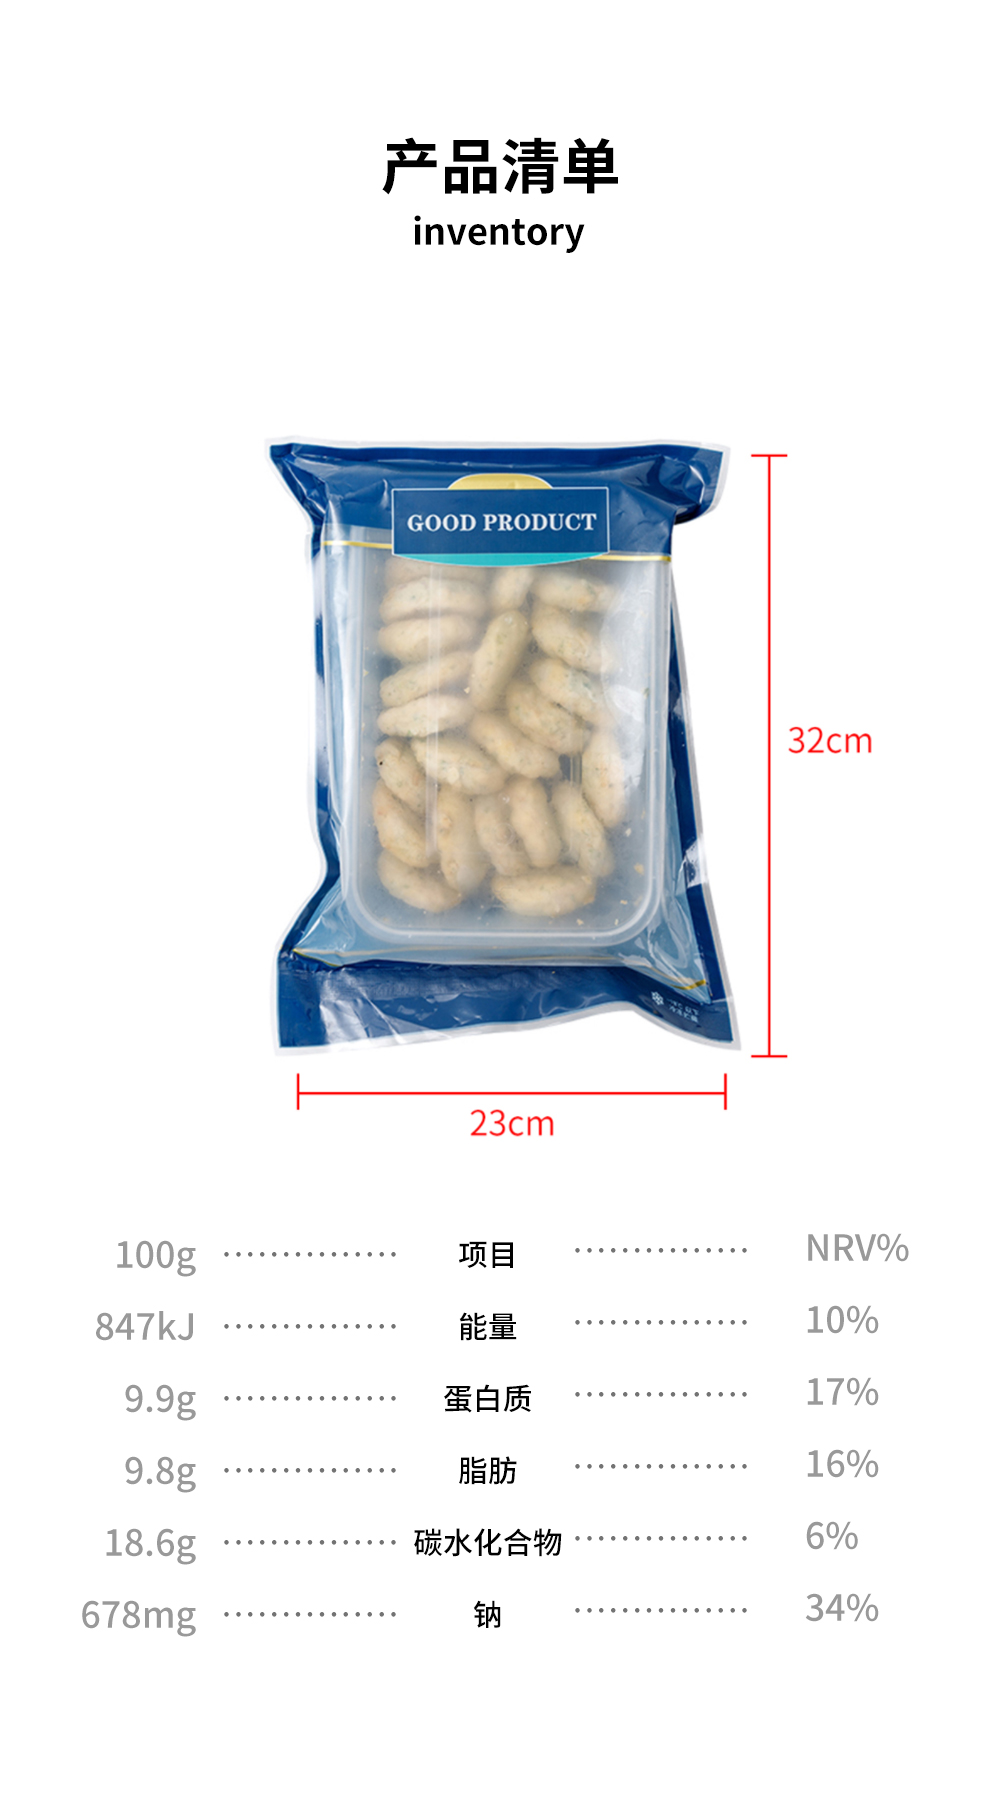 产品清单
inventory
GOOD PRODUCT
32cm
23cm
100g 项目 NRV%
847kJ 能量 10%
9.9g 蛋白质 17%
9.8g 脂肪 16%
18.6g 碳水化合物 6%
678mg 钠 34%